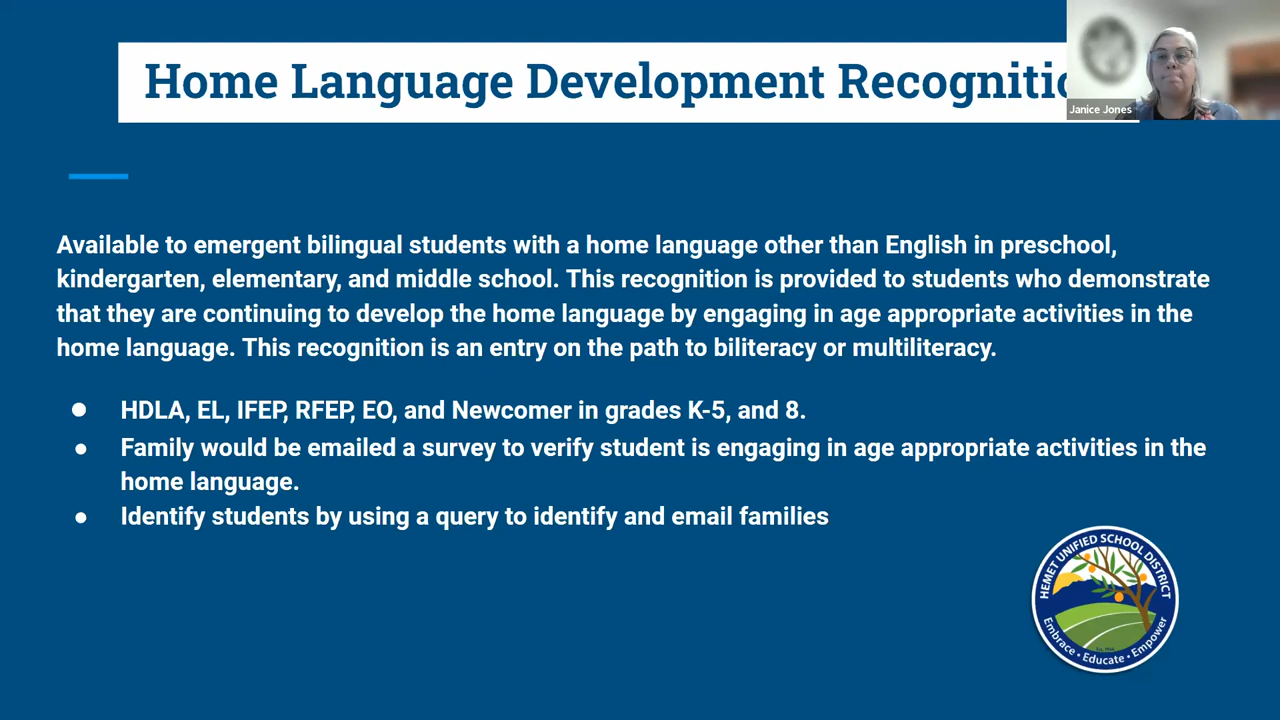 Home Language Development Recognitio
Janice Jones
Available to emergent bilingual students with a home language other than English in preschool,
kindergarten, elementary, and middle school. This recognition is provided to students who demonstrate
that they are continuing to develop the home language by engaging in age appropriate activities in the
home language. This recognition is an entry on the path to biliteracy or multiliteracy.
● HDLA, EL, IFEP, RFEP, EO, and Newcomer in grades K-5, and 8.
● Family would be emailed a survey to verify student is engaging in age appropriate activities in the
home language.
● Identify students by using a query to identify and email families
HEMET UNIFIED SCHOOL DISTRICT
Embrace • Educate • Empower